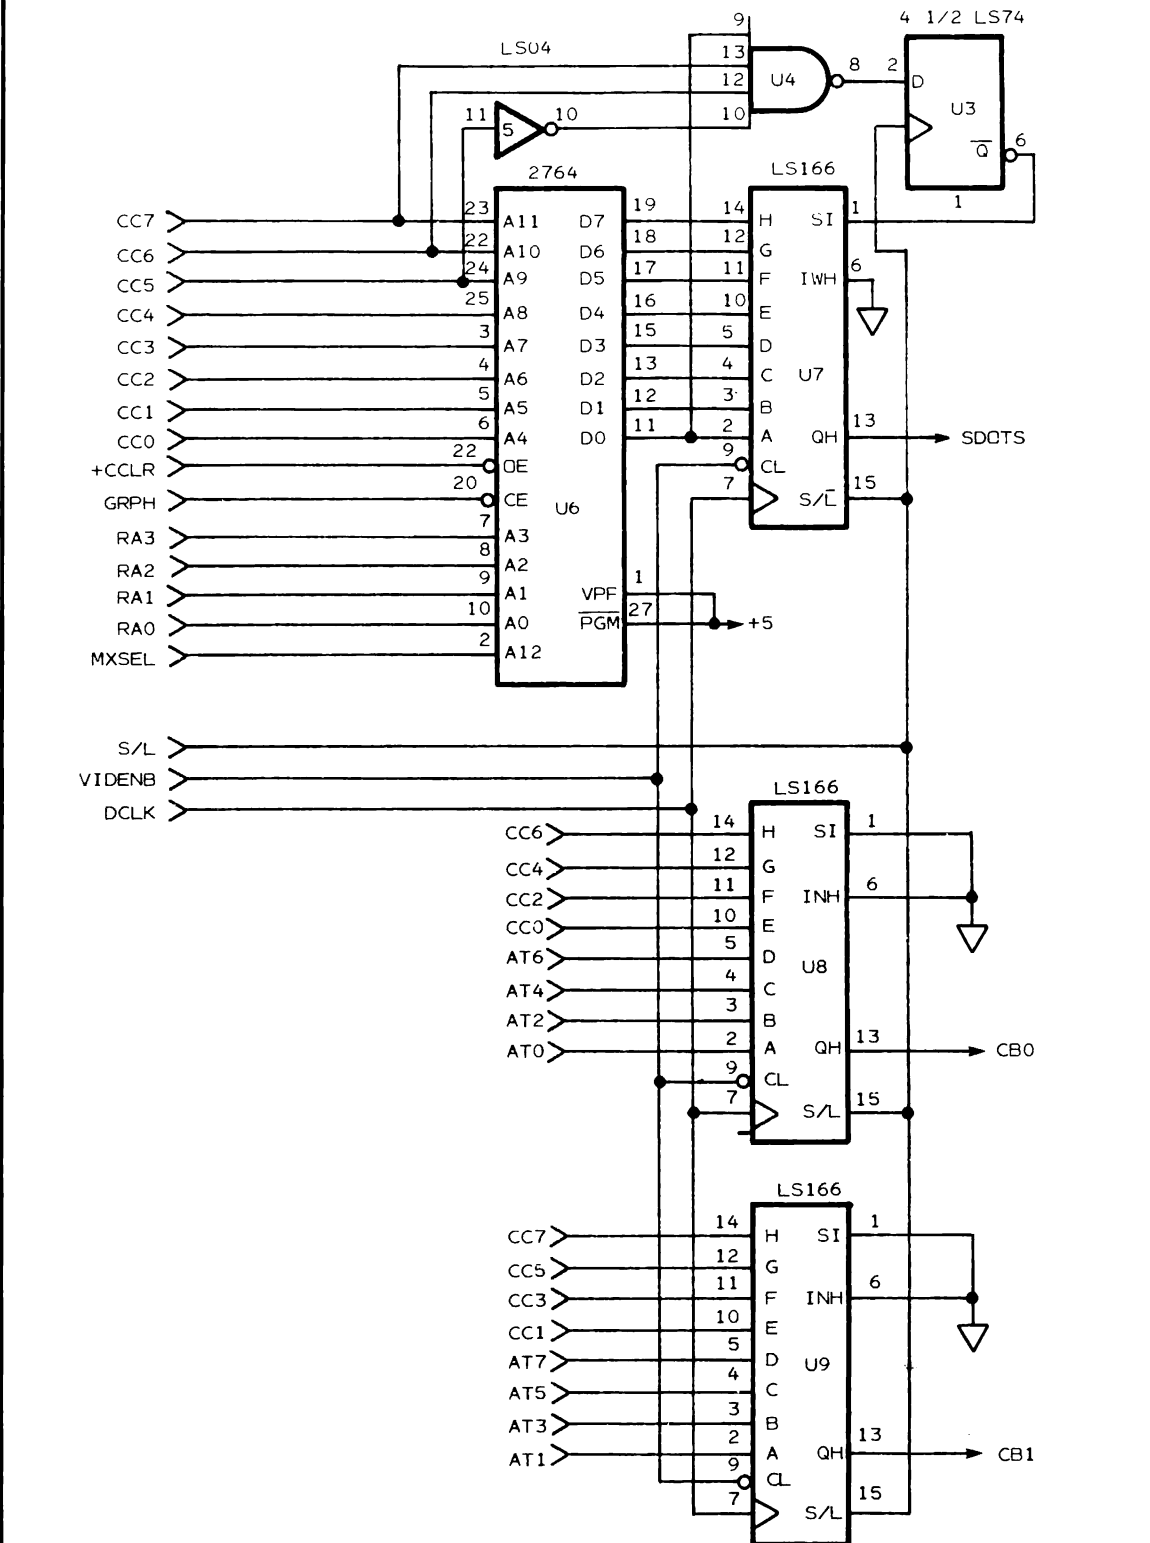 4 1/2 LS74
9
LS04
13
12
10
U4
8
2
D
U3
Q
6
1
11
5
10
2764
LS166
CC7
23
A11
D7
19
14
H
SI
1
CC6
22
A10
D6
18
12
G
CC5
24
A9
D5
17
11
F
IWH
6
CC4
25
A8
D4
16
10
E
CC3
3
A7
D3
15
5
D
CC2
4
A6
D2
13
4
C
U7
CC1
5
A5
D1
12
3
B
CC0
6
A4
D0
11
2
A
QH
13
SDOTS
+CCLR
22
OE
9
CL
GRPH
20
CE
U6
7
S/L
15
RA3
7
A3
RA2
8
A2
RA1
9
A1
VPF
1
RA0
10
A0
PGM
27
+5
MXSEL
2
A12
S/L
VIDENB
DCLK
LS166
CC6
14
H
SI
1
CC4
12
G
CC2
11
F
INH
6
CC0
10
E
AT6
5
D
U8
AT4
4
C
AT2
3
B
AT0
2
A
QH
13
CB0
9
CL
7
S/L
15
LS166
CC7
14
H
SI
1
CC5
12
G
CC3
11
F
INH
6
CC1
10
E
AT7
5
D
U9
AT5
4
C
AT3
3
B
AT1
2
A
QH
13
CB1
9
CL
7
S/L
15